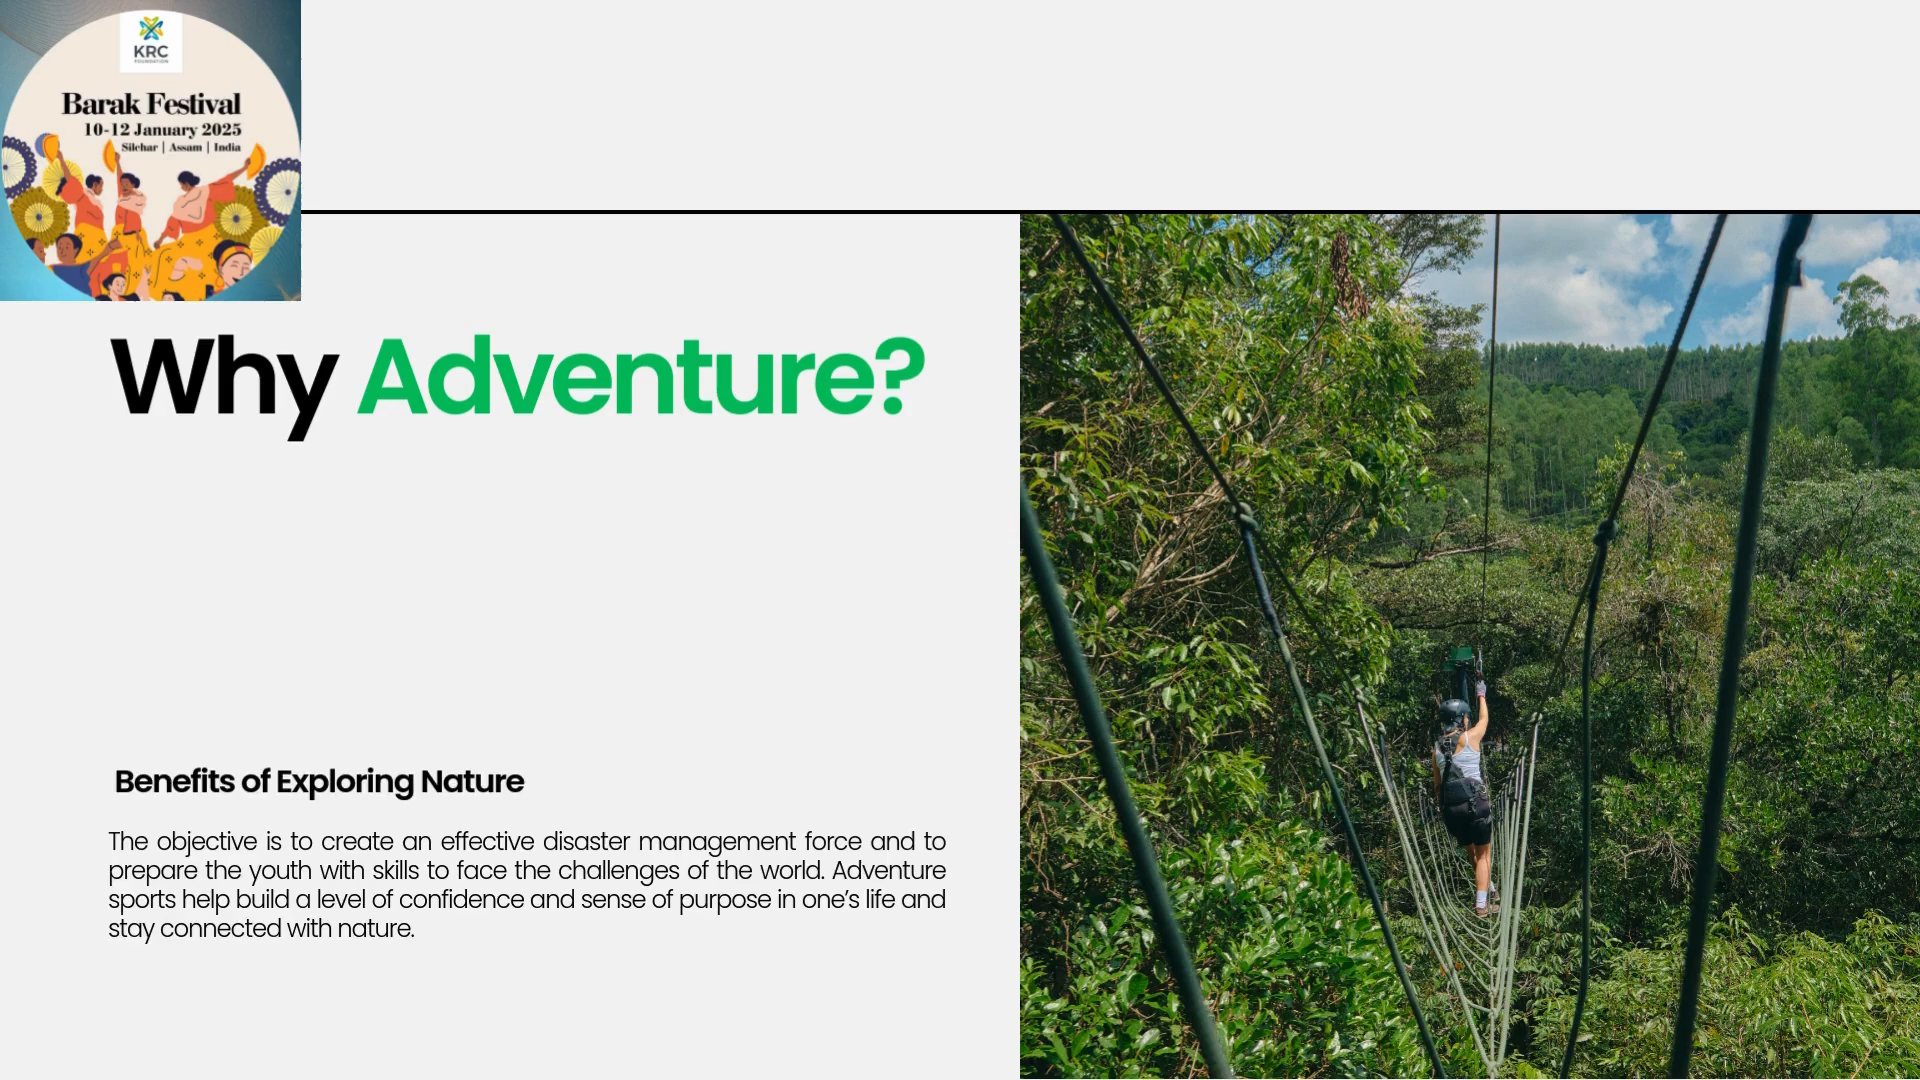 KRC
FOUNDATION
Barak Festival
10-12 January 2025
Silchar | Assam | India
Why Adventure?
Benefits of Exploring Nature
The objective is to create an effective disaster management force and to
prepare the youth with skills to face the challenges of the world. Adventure
sports help build a level of confidence and sense of purpose in one’s life and
stay connected with nature.